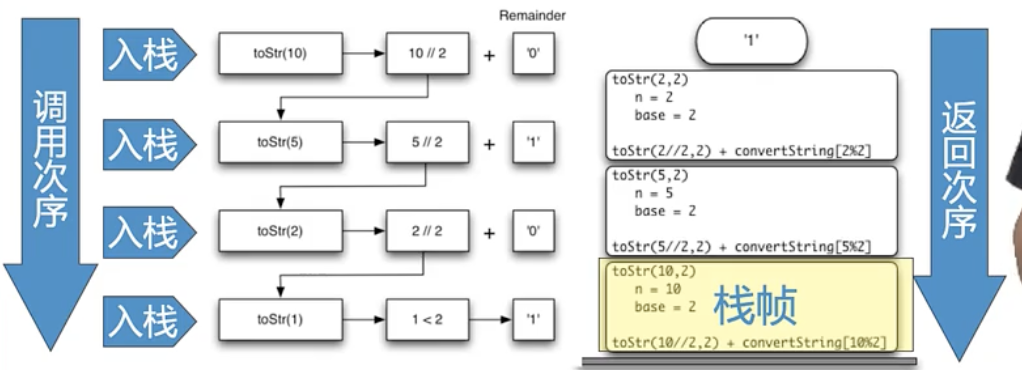 调用次序
Remainder
入栈
toStr(10)
10 // 2
+
'0'
入栈
toStr(5)
5 // 2
+
'1'
入栈
toStr(2)
2 // 2
+
'0'
入栈
toStr(1)
1 < 2
'1'
'1'
toStr(2,2)
n = 2
base = 2
toStr(2//2,2) + convertString[2%2]
toStr(5,2)
n = 5
base = 2
toStr(5//2,2) + convertString[5%2]
toStr(10,2)
n = 10
base = 2
栈帧
toStr(10//2,2) + convertString[10%2]
返回次序